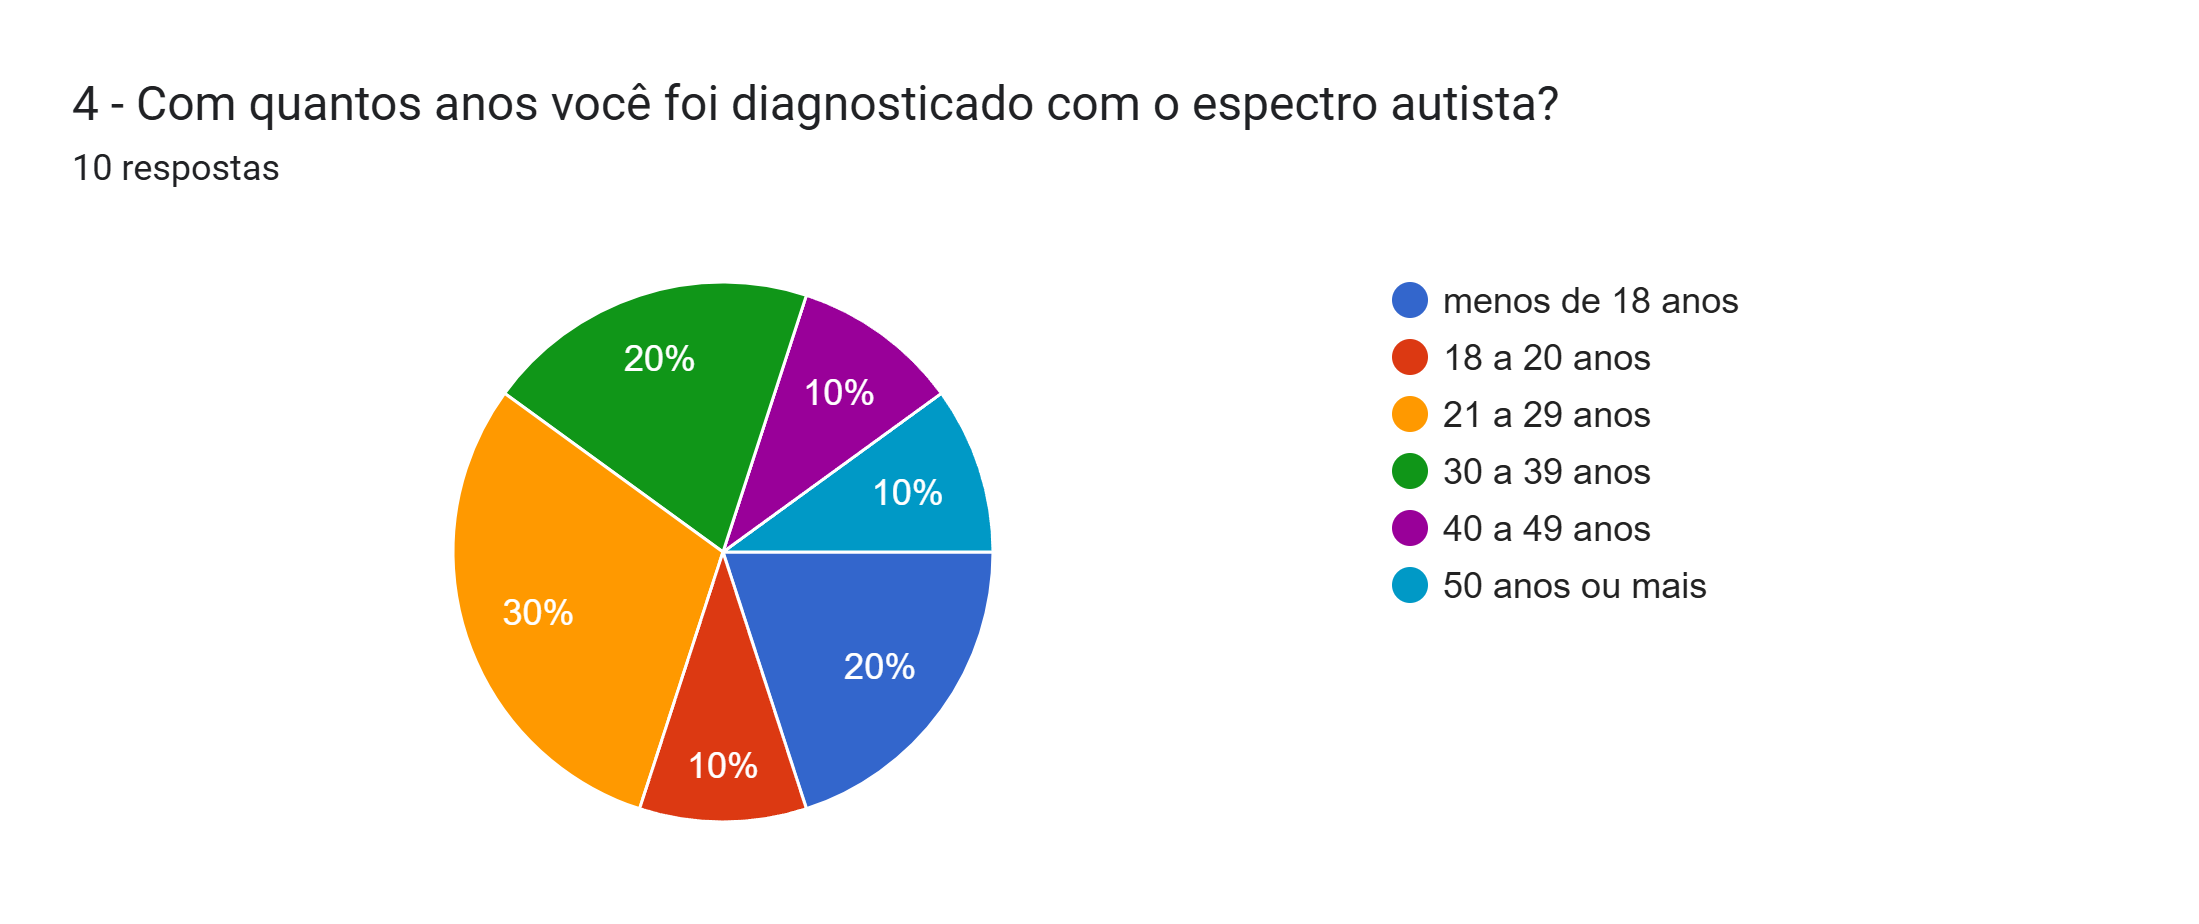 4 - Com quantos anos você foi diagnosticado com o espectro autista?
10 respostas
menos de 18 anos
18 a 20 anos
21 a 29 anos
30 a 39 anos
40 a 49 anos
50 anos ou mais
20%
10%
10%
30%
20%
10%